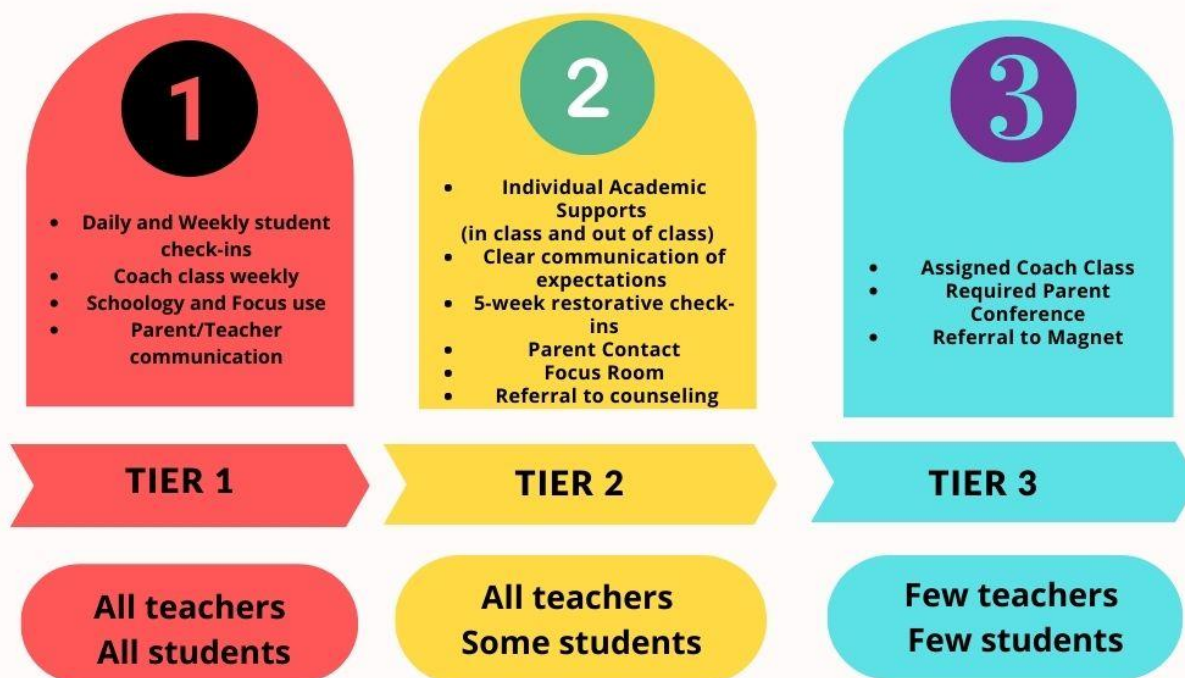 1
• Daily and Weekly student
check-ins
• Coach class weekly
• Schoology and Focus use
• Parent/Teacher
communication
TIER 1
All teachers
All students
2
• Individual Academic
Supports
(in class and out of class)
• Clear communication of
expectations
• 5-week restorative check-
ins
• Parent Contact
• Focus Room
• Referral to counseling
TIER 2
All teachers
Some students
3
• Assigned Coach Class
• Required Parent
Conference
• Referral to Magnet
TIER 3
Few teachers
Few students